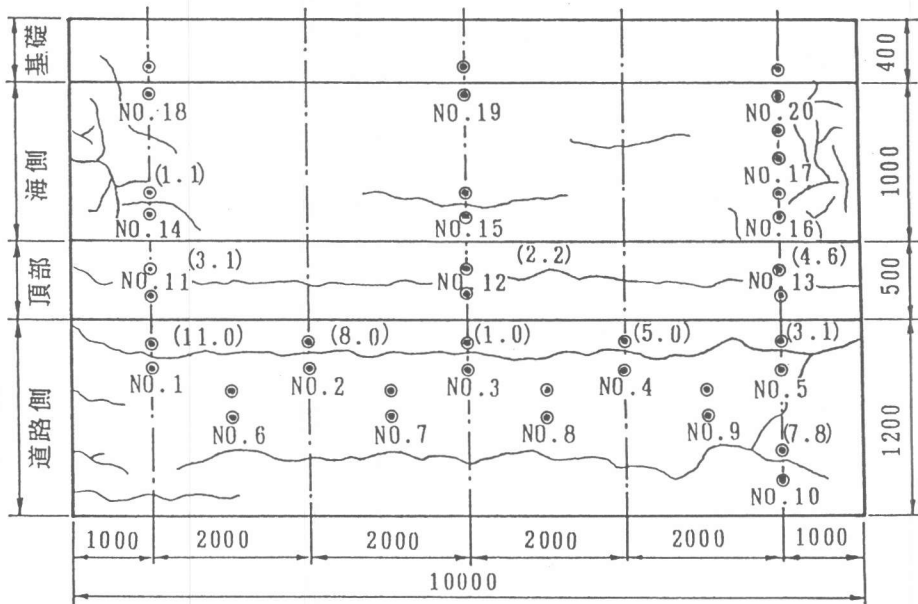 基礎
400
NO.18
NO.19
NO.20
海側
1000
NO.17
(1.1)
NO.14
NO.15
NO.16
頂部
500
(3.1)
(2.2)
(4.6)
NO.11
NO.12
NO.13
道路側
1200
(11.0)
(8.0)
(1.0)
(5.0)
(3.1)
NO.1
NO.2
NO.3
NO.4
NO.5
NO.6
NO.7
NO.8
NO.9
(7.8)
NO.10
1000
2000
2000
2000
2000
1000
10000